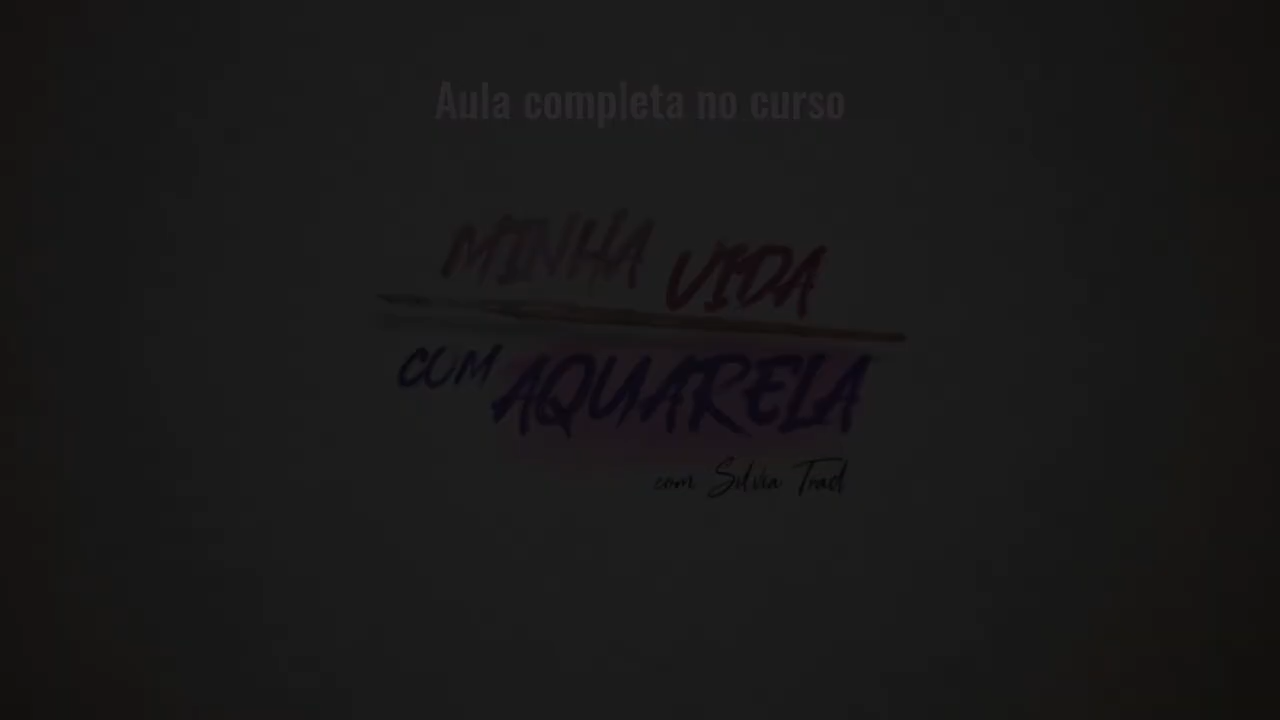 Aula completa no curso
MINHA VIDA
COM AQUARELA
com Silvia Trad